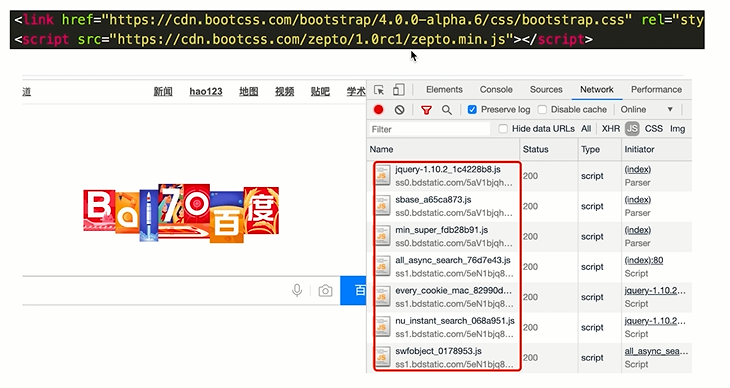 <link href="https://cdn.bootcss.com/bootstrap/4.0.0-alpha.6/css/bootstrap.css" rel="sty
<script src="https://cdn.bootcss.com/zepto/1.0rc1/zepto.min.js"></script>
道 新闻 hao123 地图 视频 贴吧 学术
Bai 70 百度
百
Elements Console Sources Network Performance
Preserve log Disable cache Online ▼
Filter Hide data URLs All XHR JS CSS Img
Name Status Type Initiator
jquery-1.10.2_1c4228b8.js 200 script (index)
ss0.bdstatic.com/5aV1bjqh... Parser
sbase_a65ca873.js 200 script (index)
ss0.bdstatic.com/5aV1bjqh... Parser
min_super_fdb28b91.js 200 script (index)
ss0.bdstatic.com/5aV1bjqh... Parser
all_async_search_76d7e43.js 200 script (index):80
ss1.bdstatic.com/5eN1bjq8... Script
every_cookie_mac_82990d... 200 script jquery-1.10.2...
ss1.bdstatic.com/5eN1bjq8... Script
nu_instant_search_068a951.js 200 script jquery-1.10.2...
ss1.bdstatic.com/5eN1bjq8... Script
swfobject_0178953.js 200 script all_async_sea...
ss1.bdstatic.com/5eN1bjq8... Script